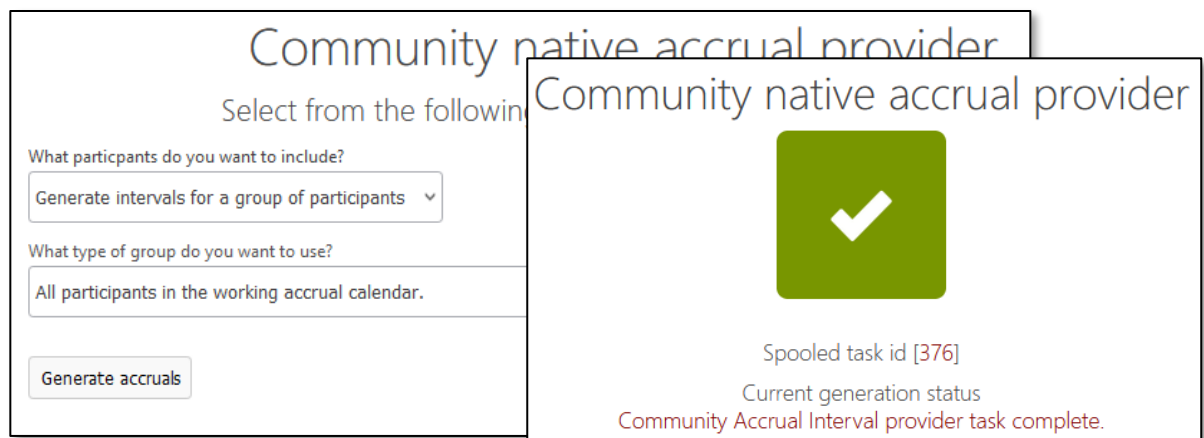 Community native accrual provider
Select from the following
What particpants do you want to include?
Generate intervals for a group of participants
What type of group do you want to use?
All participants in the working accrual calendar.
Generate accruals
Community native accrual provider
Spooled task id [376]
Current generation status
Community Accrual Interval provider task complete.